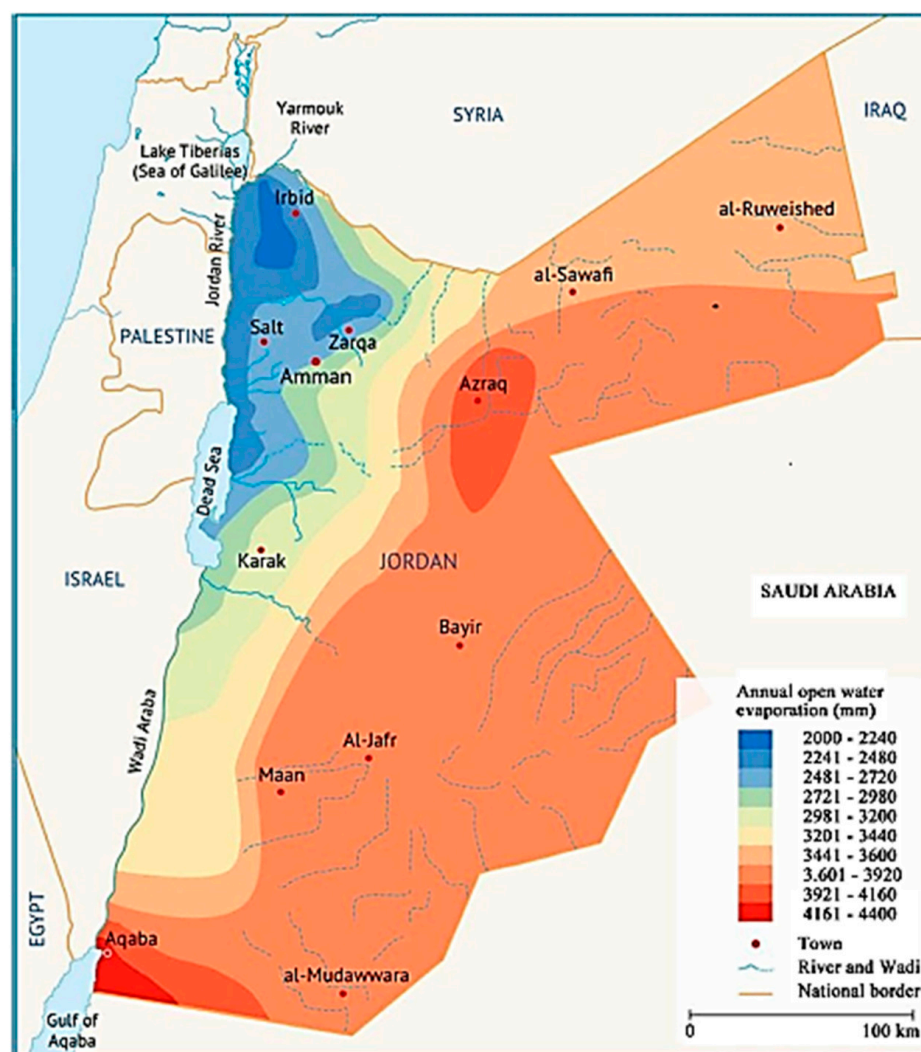 Yarmouk
River
SYRIA
IRAQ
Lake Tiberias
(Sea of Galilee)
Irbid
al-Ruweished
Jordan River
al-Sawafi
PALESTINE
Salt
Zarqa
Amman
Azraq
Dead Sea
Karak
JORDAN
ISRAEL
SAUDI ARABIA
Bayir
Wadi Araba
Al-Jafr
Maan
EGYPT
Aqaba
al-Mudawwara
Gulf of
Aqaba
Annual open water
evaporation (mm)
2000 - 2240
2241 - 2480
2481 - 2720
2721 - 2980
2981 - 3200
3201 - 3440
3441 - 3600
3.601 - 3920
3921 - 4160
4161 - 4400
Town
River and Wadi
National border
0 100 km